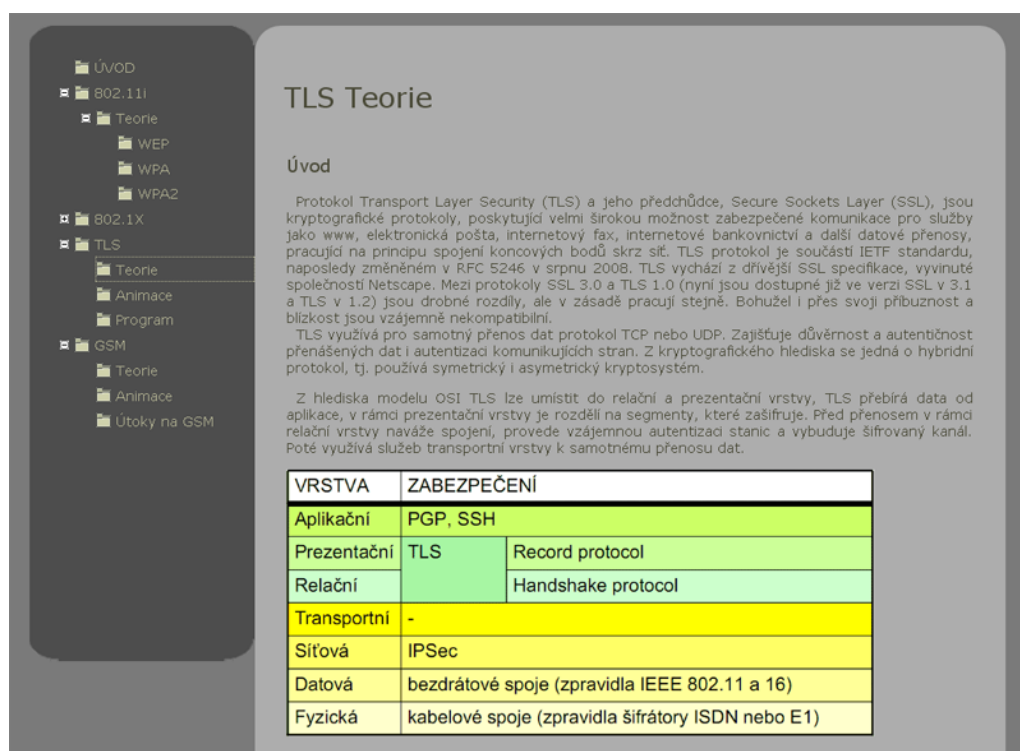 ÚVOD
802.11i
Teorie
WEP
WPA
WPA2
802.1X
TLS
Teorie
Animace
Program
GSM
Teorie
Animace
Útoky na GSM
TLS Teorie
Úvod
Protokol Transport Layer Security (TLS) a jeho předchůdce, Secure Sockets Layer (SSL), jsou
kryptografické protokoly, poskytující velmi širokou možnost zabezpečené komunikace pro služby
jako www, elektronická pošta, internetový fax, internetové bankovnictví a další datové přenosy,
pracující na principu spojení koncových bodů skrz síť. TLS protokol je součástí IETF standardu,
naposledy změněném v RFC 5246 v srpnu 2008. TLS vychází z dřívější SSL specifikace, vyvinuté
společností Netscape. Mezi protokoly SSL 3.0 a TLS 1.0 (nyní jsou dostupné již ve verzi SSL v 3.1
a TLS v 1.2) jsou drobné rozdíly, ale v zásadě pracují stejně. Bohužel i přes svoji příbuznost a
blízkost jsou vzájemně nekompatibilní.
TLS využívá pro samotný přenos dat protokol TCP nebo UDP. Zajišťuje důvěrnost a autentičnost
přenášených dat i autentizaci komunikujících stran. Z kryptografického hlediska se jedná o hybridní
protokol, tj. používá symetrický i asymetrický kryptosystém.
Z hlediska modelu OSI TLS lze umístit do relační a prezentační vrstvy, TLS přebírá data od
aplikace, v rámci prezentační vrstvy je rozdělí na segmenty, které zašifruje. Před přenosem v rámci
relační vrstvy naváže spojení, provede vzájemnou autentizaci stanic a vybuduje šifrovaný kanál.
Poté využívá služeb transportní vrstvy k samotnému přenosu dat.
VRSTVA ZABEZPEČENÍ
Aplikační PGP, SSH
Prezentační TLS Record protocol
Relační Handshake protocol
Transportní -
Síťová IPSec
Datová bezdrátové spoje (zpravidla IEEE 802.11 a 16)
Fyzická kabelové spoje (zpravidla šifrátory ISDN nebo E1)